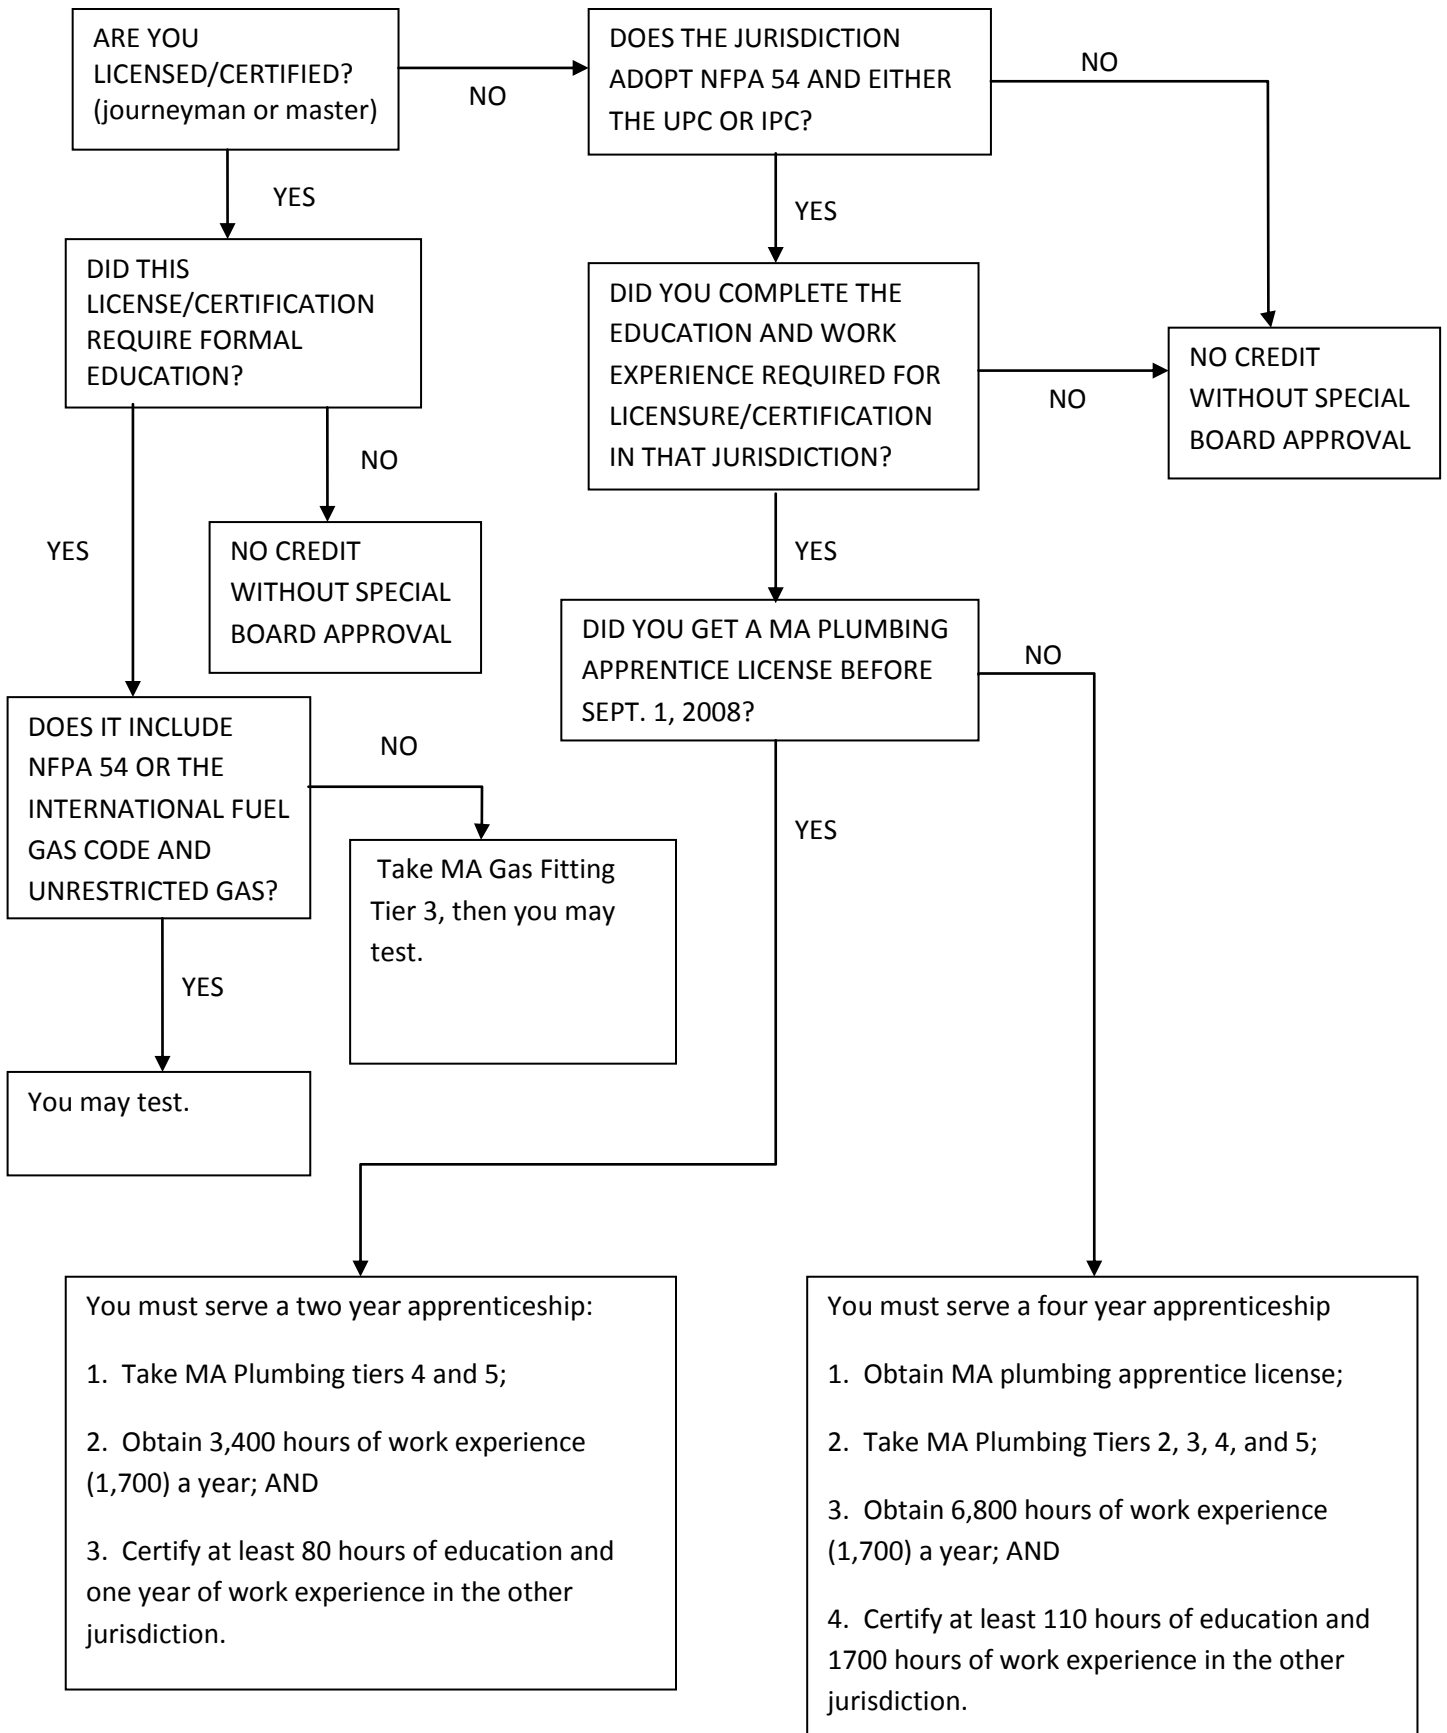 ARE YOU
LICENSED/CERTIFIED?
(journeyman or master)
NO
DOES THE JURISDICTION
ADOPT NFPA 54 AND EITHER
THE UPC OR IPC?
NO
YES
YES
DID THIS
LICENSE/CERTIFICATION
REQUIRE FORMAL
EDUCATION?
DID YOU COMPLETE THE
EDUCATION AND WORK
EXPERIENCE REQUIRED FOR
LICENSURE/CERTIFICATION
IN THAT JURISDICTION?
NO
NO CREDIT
WITHOUT SPECIAL
BOARD APPROVAL
NO
YES
NO CREDIT
WITHOUT SPECIAL
BOARD APPROVAL
YES
DID YOU GET A MA PLUMBING
APPRENTICE LICENSE BEFORE
SEPT. 1, 2008?
NO
DOES IT INCLUDE
NFPA 54 OR THE
INTERNATIONAL FUEL
GAS CODE AND
UNRESTRICTED GAS?
NO
YES
Take MA Gas Fitting
Tier 3, then you may
test.
YES
You may test.
You must serve a two year apprenticeship:
1. Take MA Plumbing tiers 4 and 5;
2. Obtain 3,400 hours of work experience
(1,700) a year; AND
3. Certify at least 80 hours of education and
one year of work experience in the other
jurisdiction.
You must serve a four year apprenticeship
1. Obtain MA plumbing apprentice license;
2. Take MA Plumbing Tiers 2, 3, 4, and 5;
3. Obtain 6,800 hours of work experience
(1,700) a year; AND
4. Certify at least 110 hours of education and
1700 hours of work experience in the other
jurisdiction.